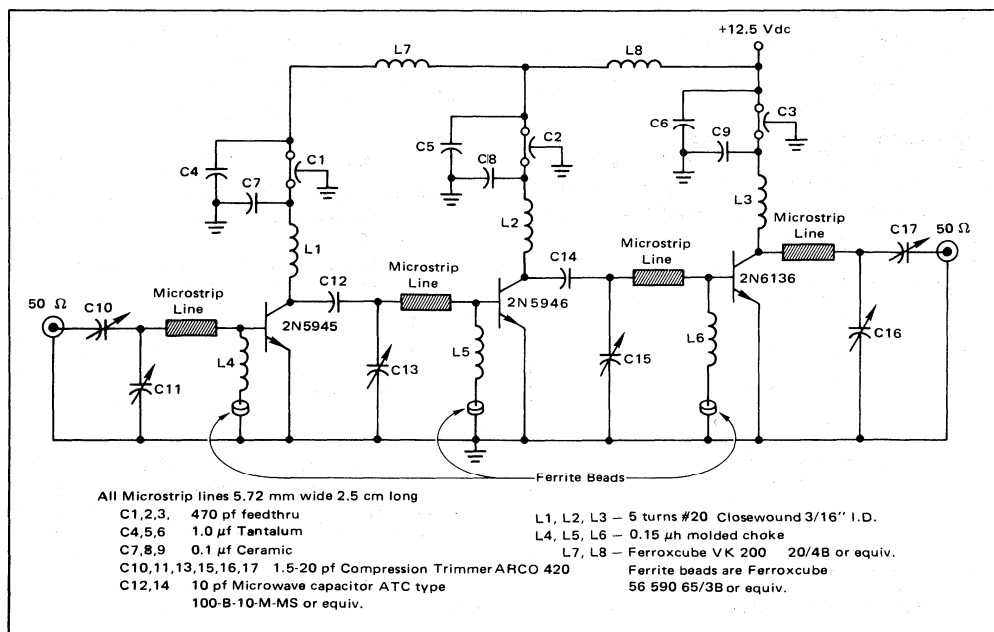 +12.5 Vdc
L7
L8
C4
C7
C1
C5
C8
C2
C6
C9
C3
L1
L2
L3
Microstrip
Line
C17
50 Ω
50 Ω
C10
Microstrip
Line
C12
Microstrip
Line
C14
Microstrip
Line
2N5945
2N5946
2N6136
C11
L4
C13
L5
C15
L6
C16
Ferrite Beads
All Microstrip lines 5.72 mm wide 2.5 cm long
C1,2,3, 470 pf feedthru
C4,5,6 1.0 μf Tantalum
C7,8,9 0.1 μf Ceramic
C10,11,13,15,16,17 1.5-20 pf Compression Trimmer ARCO 420
C12,14 10 pf Microwave capacitor ATC type
100-B-10-M-MS or equiv.
L1, L2, L3 – 5 turns #20 Closewound 3/16" I.D.
L4, L5, L6 – 0.15 μh molded choke
L7, L8 – Ferroxcube VK 200 20/4B or equiv.
Ferrite beads are Ferroxcube
56 590 65/3B or equiv.